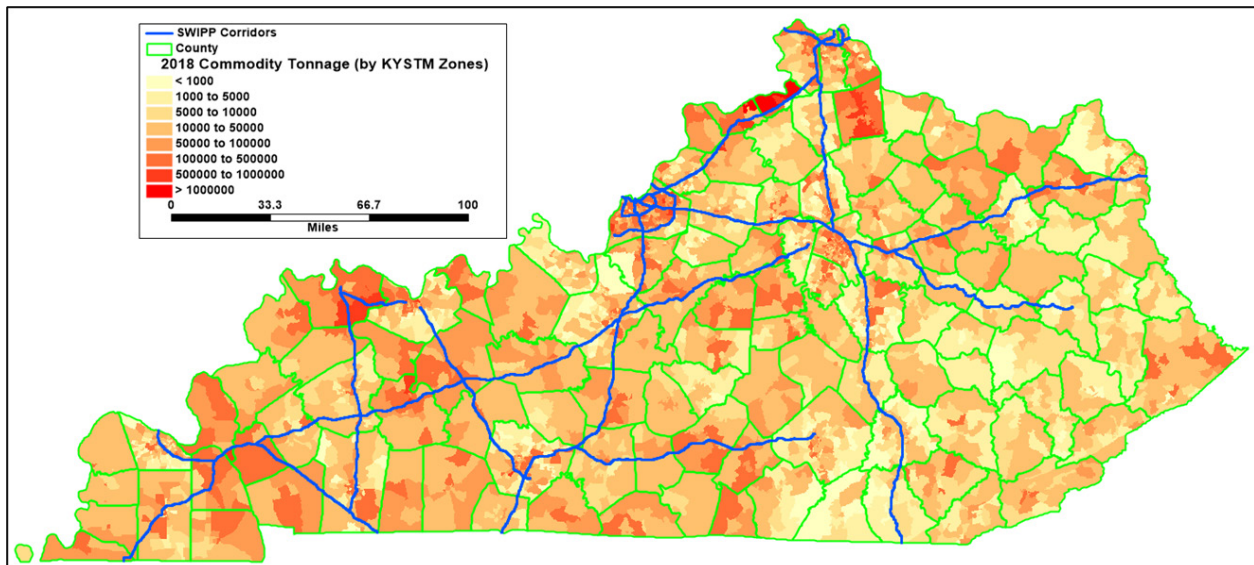 SWIPP Corridors
County
2018 Commodity Tonnage (by KYSTM Zones)
< 1000
1000 to 5000
5000 to 10000
10000 to 50000
50000 to 100000
100000 to 500000
500000 to 1000000
> 1000000
0 33.3 66.7 100
Miles